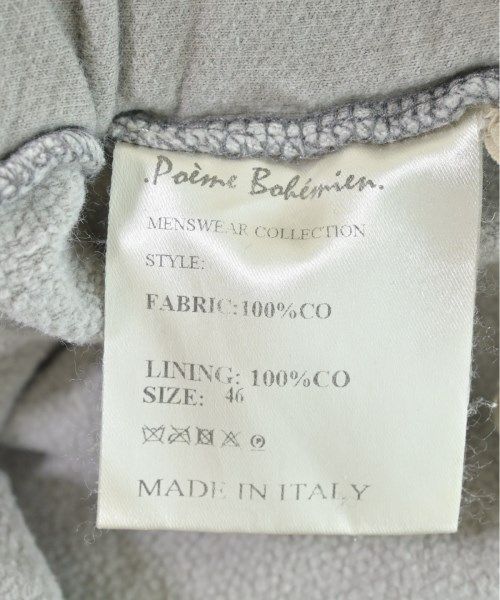 .Poème Bohémien.
MENSWEAR COLLECTION
STYLE:
FABRIC:100%CO
LINING: 100%CO
SIZE: 46
P
MADE IN ITALY